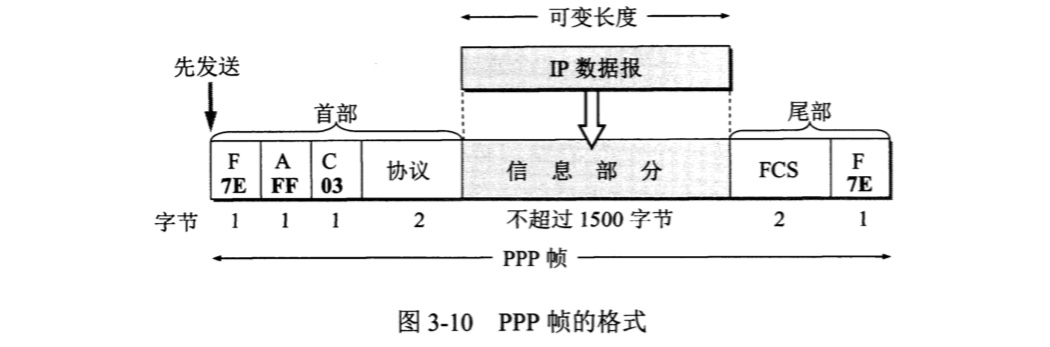 可变长度
IP 数据报
先发送
首部
尾部
F A C 协议 信息部分 FCS F
7E FF 03 7E
字节 1 1 1 2 不超过 1500 字节 2 1
PPP 帧
图 3-10 PPP 帧的格式